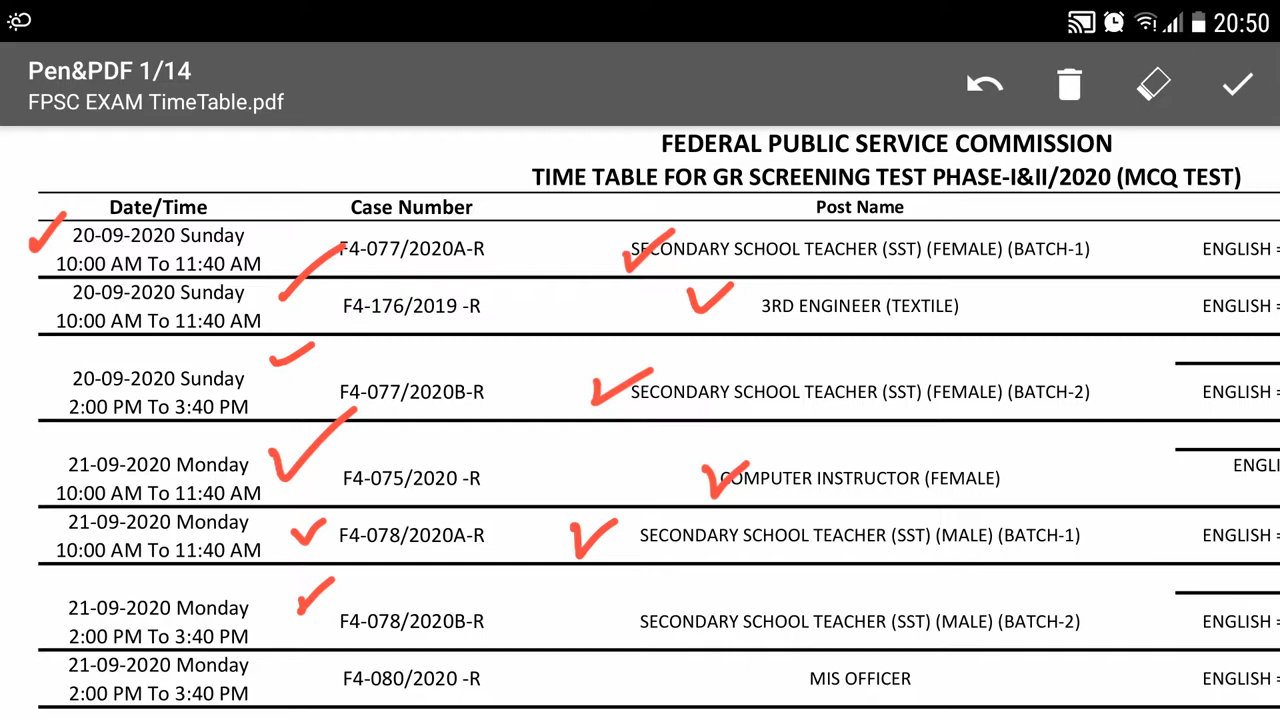 20:50
Pen&PDF 1/14
FPSC EXAM TimeTable.pdf
FEDERAL PUBLIC SERVICE COMMISSION
TIME TABLE FOR GR SCREENING TEST PHASE-I&II/2020 (MCQ TEST)
Date/Time Case Number Post Name
20-09-2020 Sunday
10:00 AM To 11:40 AM F4-077/2020A-R SECONDARY SCHOOL TEACHER (SST) (FEMALE) (BATCH-1) ENGLISH =
20-09-2020 Sunday
10:00 AM To 11:40 AM F4-176/2019 -R 3RD ENGINEER (TEXTILE) ENGLISH =
20-09-2020 Sunday
2:00 PM To 3:40 PM F4-077/2020B-R SECONDARY SCHOOL TEACHER (SST) (FEMALE) (BATCH-2) ENGLISH =
21-09-2020 Monday ENGLI
10:00 AM To 11:40 AM F4-075/2020 -R COMPUTER INSTRUCTOR (FEMALE)
21-09-2020 Monday
10:00 AM To 11:40 AM F4-078/2020A-R SECONDARY SCHOOL TEACHER (SST) (MALE) (BATCH-1) ENGLISH =
21-09-2020 Monday
2:00 PM To 3:40 PM F4-078/2020B-R SECONDARY SCHOOL TEACHER (SST) (MALE) (BATCH-2) ENGLISH =
21-09-2020 Monday
2:00 PM To 3:40 PM F4-080/2020 -R MIS OFFICER ENGLISH =